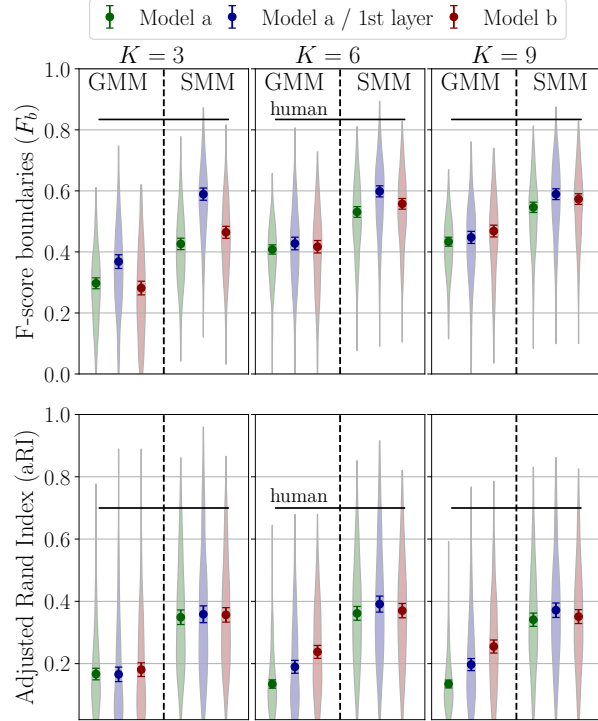 Model a Model a / 1st layer Model b
K = 3 K = 6 K = 9
GMM SMM GMM SMM GMM SMM
human
F-score boundaries (F_b)
1.0
0.8
0.6
0.4
0.2
0.0
human
Adjusted Rand Index (aRI)
1.0
0.8
0.6
0.4
0.2